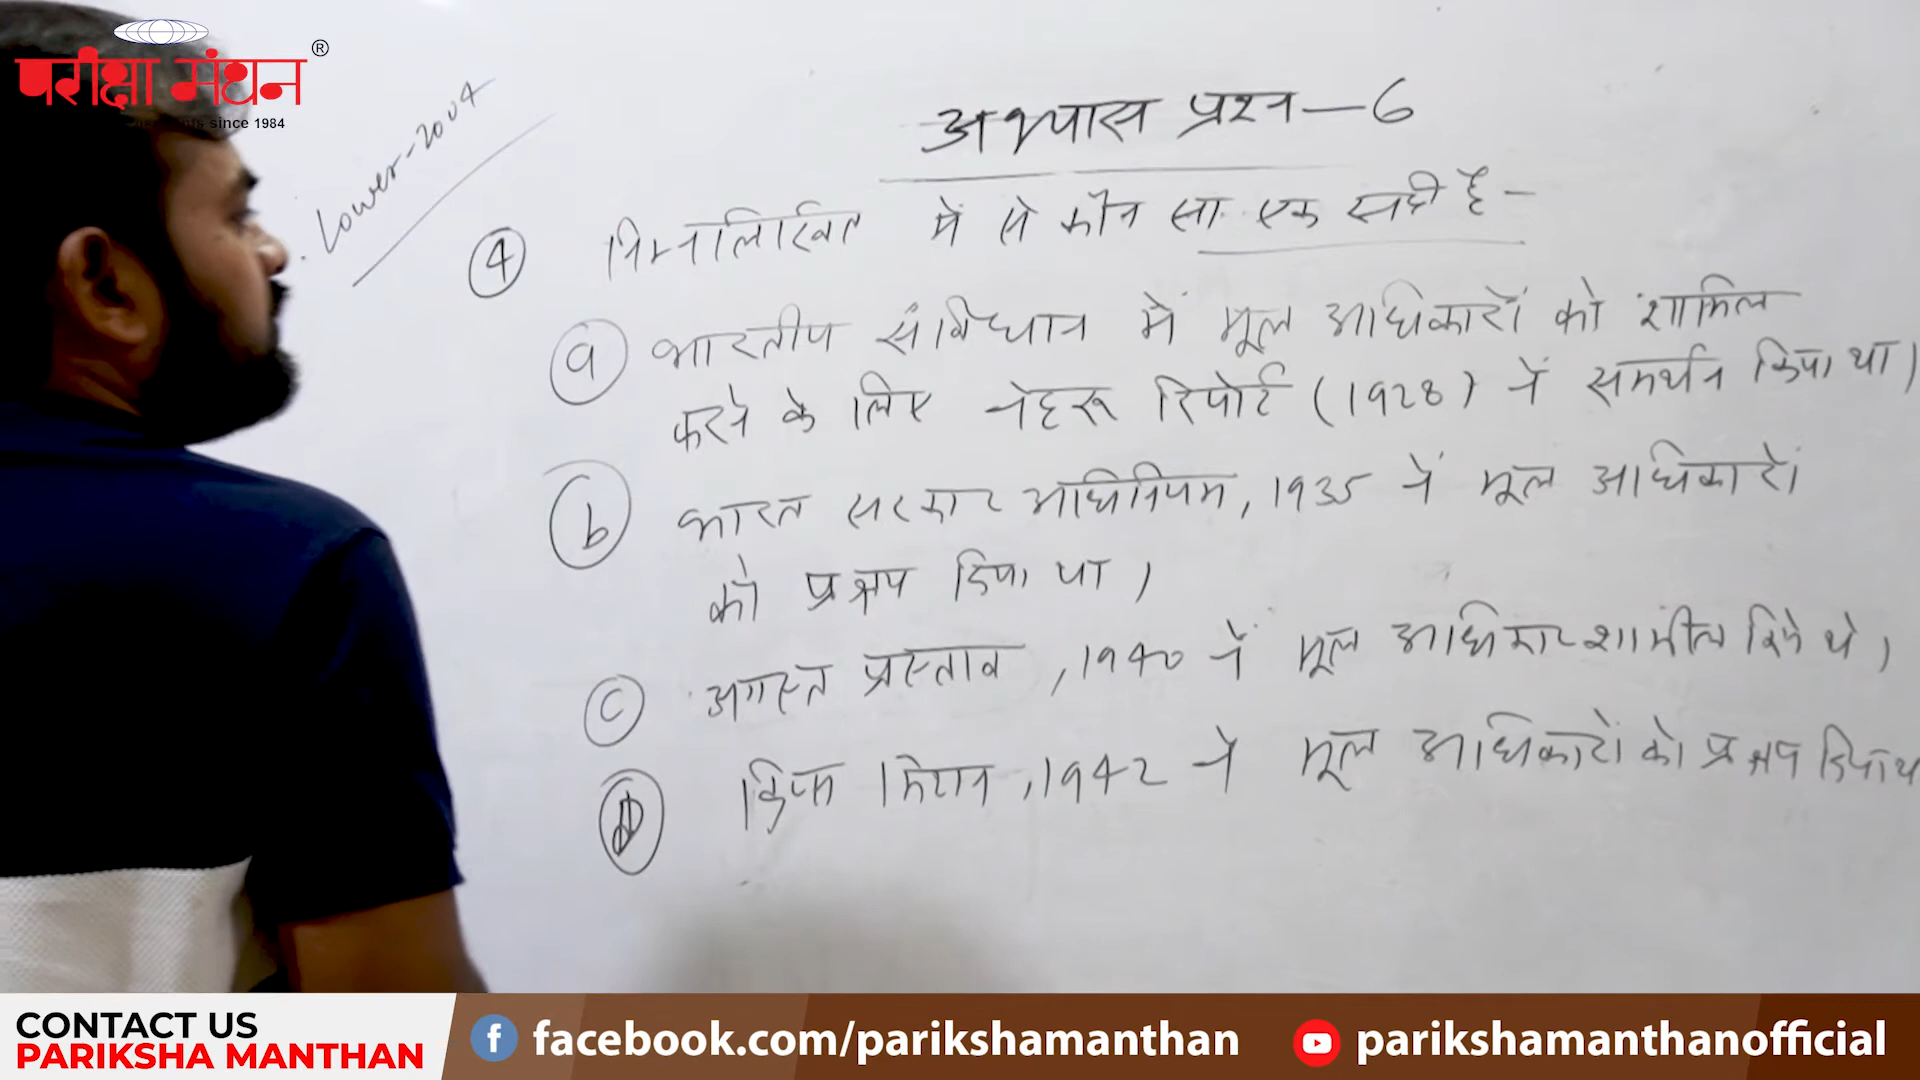 परीक्षा मंथन ®
since 1984
Lower-2004
अभ्यास प्रश्न-6
4 निम्नलिखित में से कौन सा एक सही है-
a भारतीय संविधान में मूल अधिकारों को शामिल
करने के लिए नेहरू रिपोर्ट (1928) ने समर्थन किया था।
b भारत सरकार अधिनियम, 1935 ने मूल अधिकारों
को प्रश्रय दिया था।
c अगस्त प्रस्ताव, 1940 ने मूल अधिकार शामील किये थे।
D क्रिप्स मिशन, 1942 ने मूल अधिकारों को प्रश्रय दिया था
CONTACT US
PARIKSHA MANTHAN
facebook.com/parikshamanthan
parikshamanthanofficial